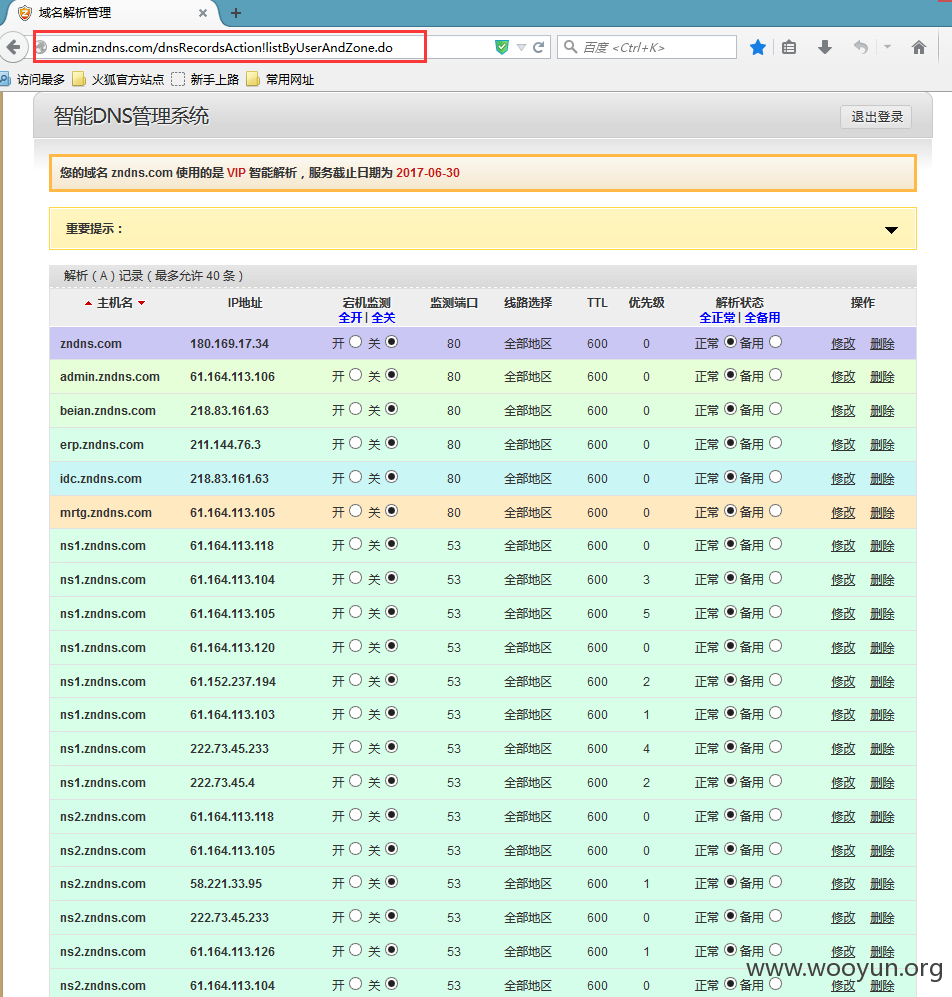 域名解析管理
admin.zndns.com/dnsRecordsAction!listByUserAndZone.do
百度 <Ctrl+K>
访问最多 火狐官方站点 新手上路 常用网址
智能DNS管理系统 退出登录
您的域名 zndns.com 使用的是 VIP 智能解析，服务截止日期为 2017-06-30
重要提示：
解析（A）记录（最多允许 40 条）
主机名 IP地址 宕机监测 监测端口 线路选择 TTL 优先级 解析状态 操作
全开 | 全关 全正常 | 全备用
zndns.com 180.169.17.34 开 关 80 全部地区 600 0 正常 备用 修改 删除
admin.zndns.com 61.164.113.106 开 关 80 全部地区 600 0 正常 备用 修改 删除
beian.zndns.com 218.83.161.63 开 关 80 全部地区 600 0 正常 备用 修改 删除
erp.zndns.com 211.144.76.3 开 关 80 全部地区 600 0 正常 备用 修改 删除
idc.zndns.com 218.83.161.63 开 关 80 全部地区 600 0 正常 备用 修改 删除
mrtg.zndns.com 61.164.113.105 开 关 80 全部地区 600 0 正常 备用 修改 删除
ns1.zndns.com 61.164.113.118 开 关 53 全部地区 600 0 正常 备用 修改 删除
ns1.zndns.com 61.164.113.104 开 关 53 全部地区 600 3 正常 备用 修改 删除
ns1.zndns.com 61.164.113.105 开 关 53 全部地区 600 5 正常 备用 修改 删除
ns1.zndns.com 61.164.113.120 开 关 53 全部地区 600 0 正常 备用 修改 删除
ns1.zndns.com 61.152.237.194 开 关 53 全部地区 600 2 正常 备用 修改 删除
ns1.zndns.com 61.164.113.103 开 关 53 全部地区 600 1 正常 备用 修改 删除
ns1.zndns.com 222.73.45.233 开 关 53 全部地区 600 4 正常 备用 修改 删除
ns1.zndns.com 222.73.45.4 开 关 53 全部地区 600 2 正常 备用 修改 删除
ns2.zndns.com 61.164.113.118 开 关 53 全部地区 600 0 正常 备用 修改 删除
ns2.zndns.com 61.164.113.105 开 关 53 全部地区 600 0 正常 备用 修改 删除
ns2.zndns.com 58.221.33.95 开 关 53 全部地区 600 1 正常 备用 修改 删除
ns2.zndns.com 222.73.45.233 开 关 53 全部地区 600 0 正常 备用 修改 删除
ns2.zndns.com 61.164.113.126 开 关 53 全部地区 600 1 正常 备用 修改 删除
www.wooyun.org
ns2.zndns.com 61.164.113.104 开 关 53 全部地区 600 0 正常 备用 修改 删除